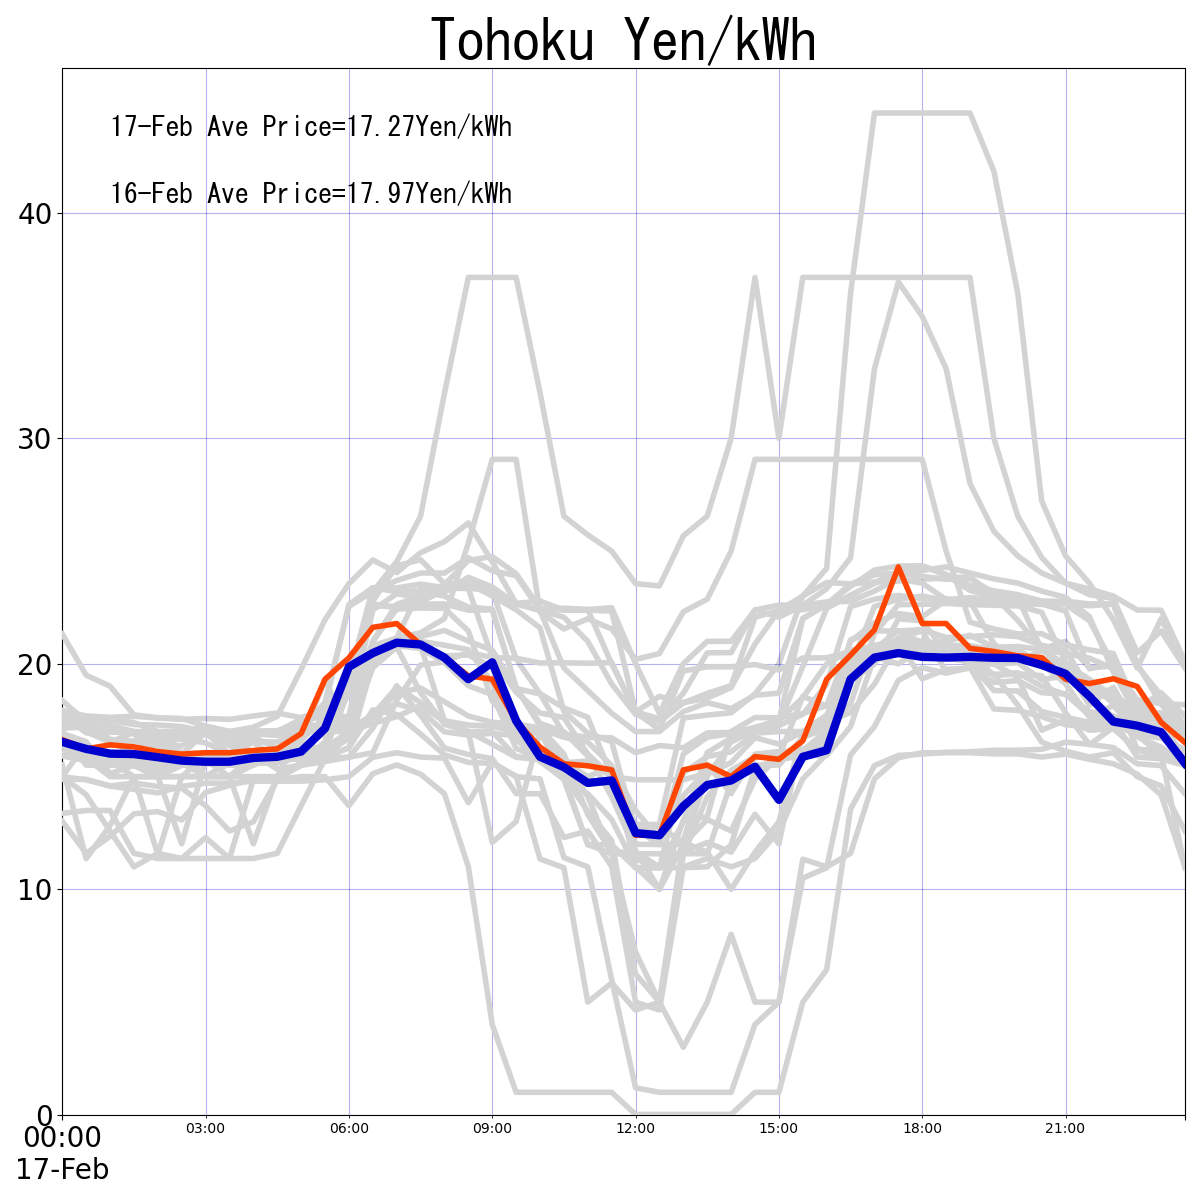 Tohoku Yen/kWh
17-Feb Ave Price=17.27Yen/kWh
16-Feb Ave Price=17.97Yen/kWh
40
30
20
10
0
00:00 03:00 06:00 09:00 12:00 15:00 18:00 21:00
17-Feb